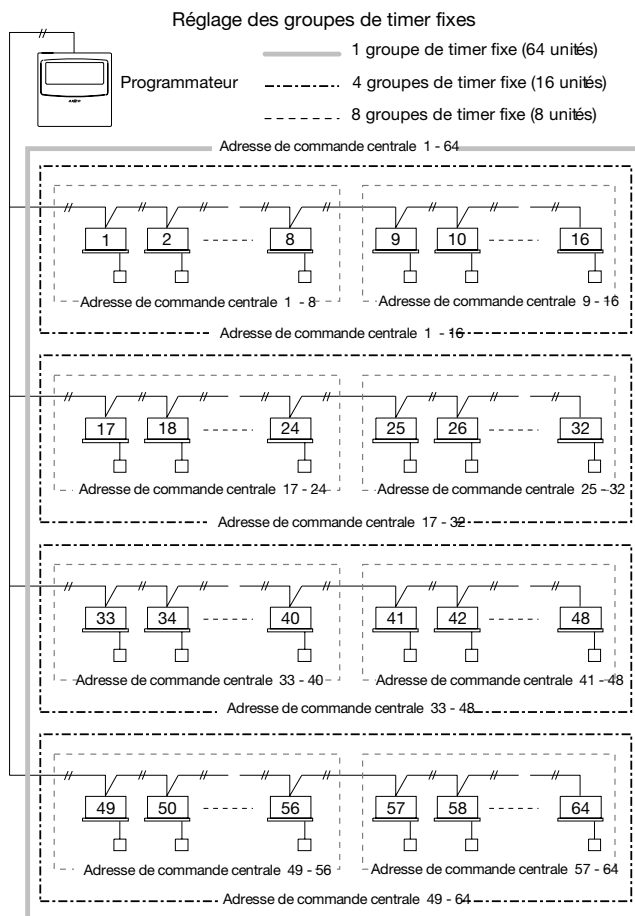 Réglage des groupes de timer fixes
1 groupe de timer fixe (64 unités)
Programmateur
4 groupes de timer fixe (16 unités)
8 groupes de timer fixe (8 unités)
Adresse de commande centrale 1 - 64
1 2 8 9 10 16
Adresse de commande centrale 1 - 8 Adresse de commande centrale 9 - 16
Adresse de commande centrale 1 - 16
17 18 24 25 26 32
Adresse de commande centrale 17 - 24 Adresse de commande centrale 25 - 32
Adresse de commande centrale 17 - 32
33 34 40 41 42 48
Adresse de commande centrale 33 - 40 Adresse de commande centrale 41 - 48
Adresse de commande centrale 33 - 48
49 50 56 57 58 64
Adresse de commande centrale 49 - 56 Adresse de commande centrale 57 - 64
Adresse de commande centrale 49 - 64